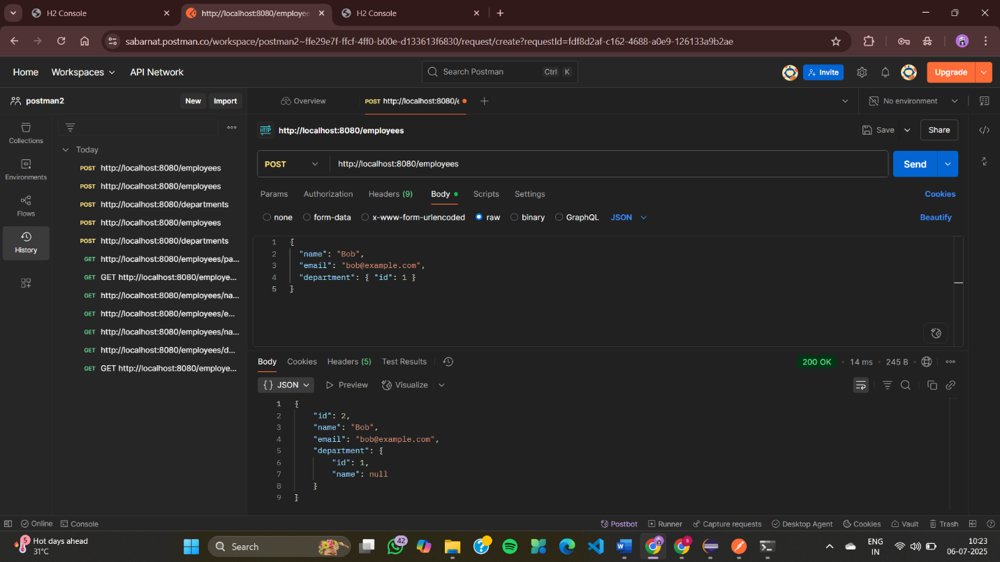 H2 Console
http://localhost:8080/employee
H2 Console
sabarnat.postman.co/workspace/postman2~ffe29e7f-ffcf-4ff0-b00e-d133613f6830/request/create?requestId=fdf8d2af-c162-4688-a0e9-126133a9b2ae
Home Workspaces API Network Search Postman Ctrl K Invite Upgrade
postman2 New Import Overview POST http://localhost:8080/e No environment
Collections
Environments
Flows
History
Today
POST http://localhost:8080/employees
POST http://localhost:8080/employees
POST http://localhost:8080/departments
POST http://localhost:8080/employees
POST http://localhost:8080/departments
GET http://localhost:8080/employees/pa...
GET GET http://localhost:8080/employe...
GET http://localhost:8080/employees/na...
GET http://localhost:8080/employees/e...
GET http://localhost:8080/employees/na...
GET http://localhost:8080/employees/d...
GET GET http://localhost:8080/employe...
HTTP http://localhost:8080/employees Save Share
POST http://localhost:8080/employees Send
Params Authorization Headers (9) Body Scripts Settings Cookies
none form-data x-www-form-urlencoded raw binary GraphQL JSON Beautify
1 {
2 "name": "Bob",
3 "email": "bob@example.com",
4 "department": { "id": 1 }
5 }
Body Cookies Headers (5) Test Results 200 OK 14 ms 245 B
{} JSON Preview Visualize
1 {
2 "id": 2,
3 "name": "Bob",
4 "email": "bob@example.com",
5 "department": {
6 "id": 1,
7 "name": null
8 }
9 }
Online Console Postbot Runner Capture requests Desktop Agent Cookies Vault Trash
5 Hot days ahead
31°C
Search
42
ENG
IN
10:23
06-07-2025